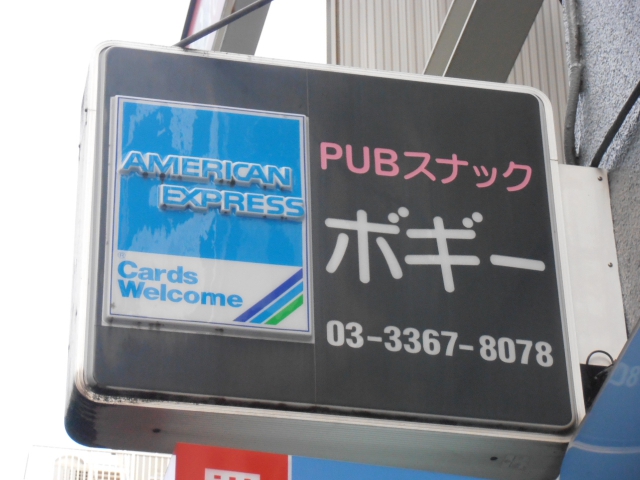 AMERICAN
EXPRESS
Cards
Welcome
PUBスナック
ボギー
03-3367-8078